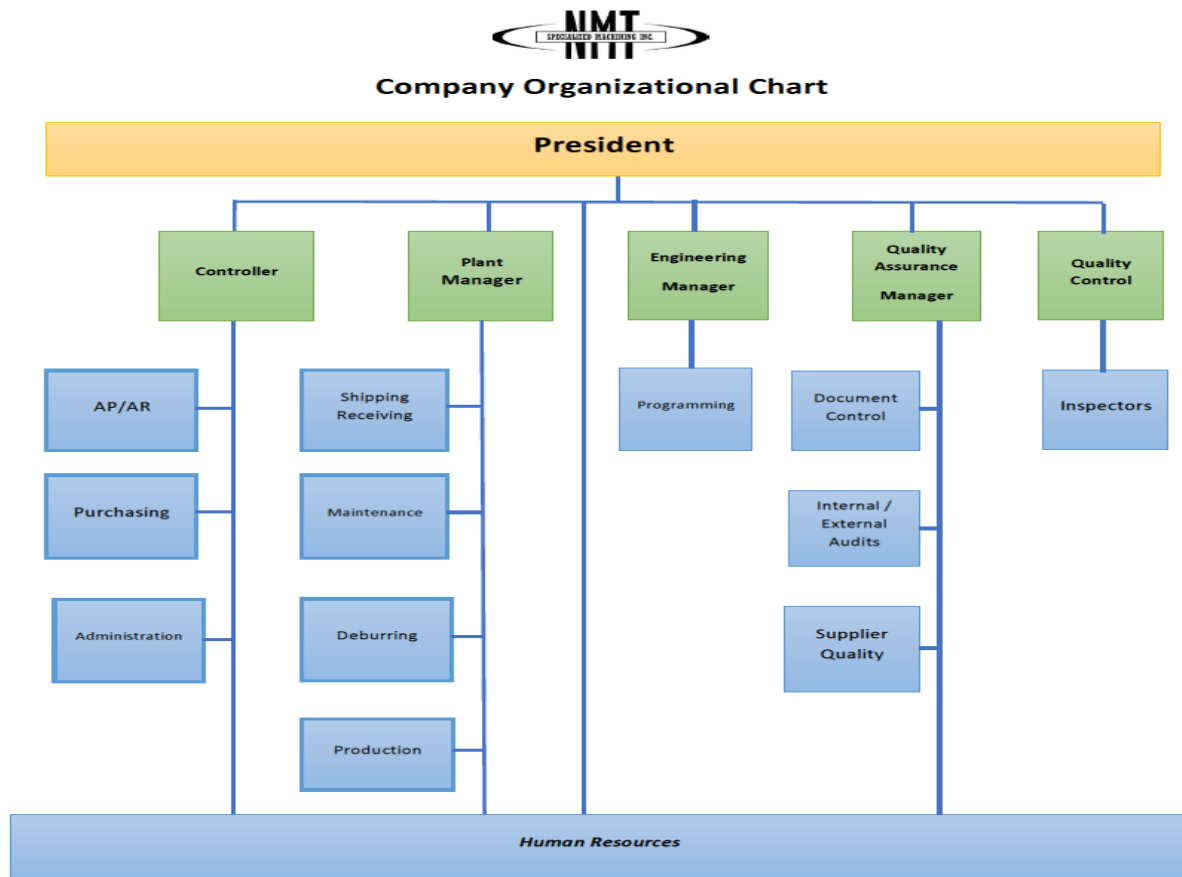 NMT
SPECIALIZED MACHINING INC.
Company Organizational Chart
President
Controller
Plant
Manager
Engineering
Manager
Quality
Assurance
Manager
Quality
Control
AP/AR
Shipping
Receiving
Programming
Document
Control
Inspectors
Purchasing
Maintenance
Internal /
External
Audits
Administration
Deburring
Supplier
Quality
Production
Human Resources